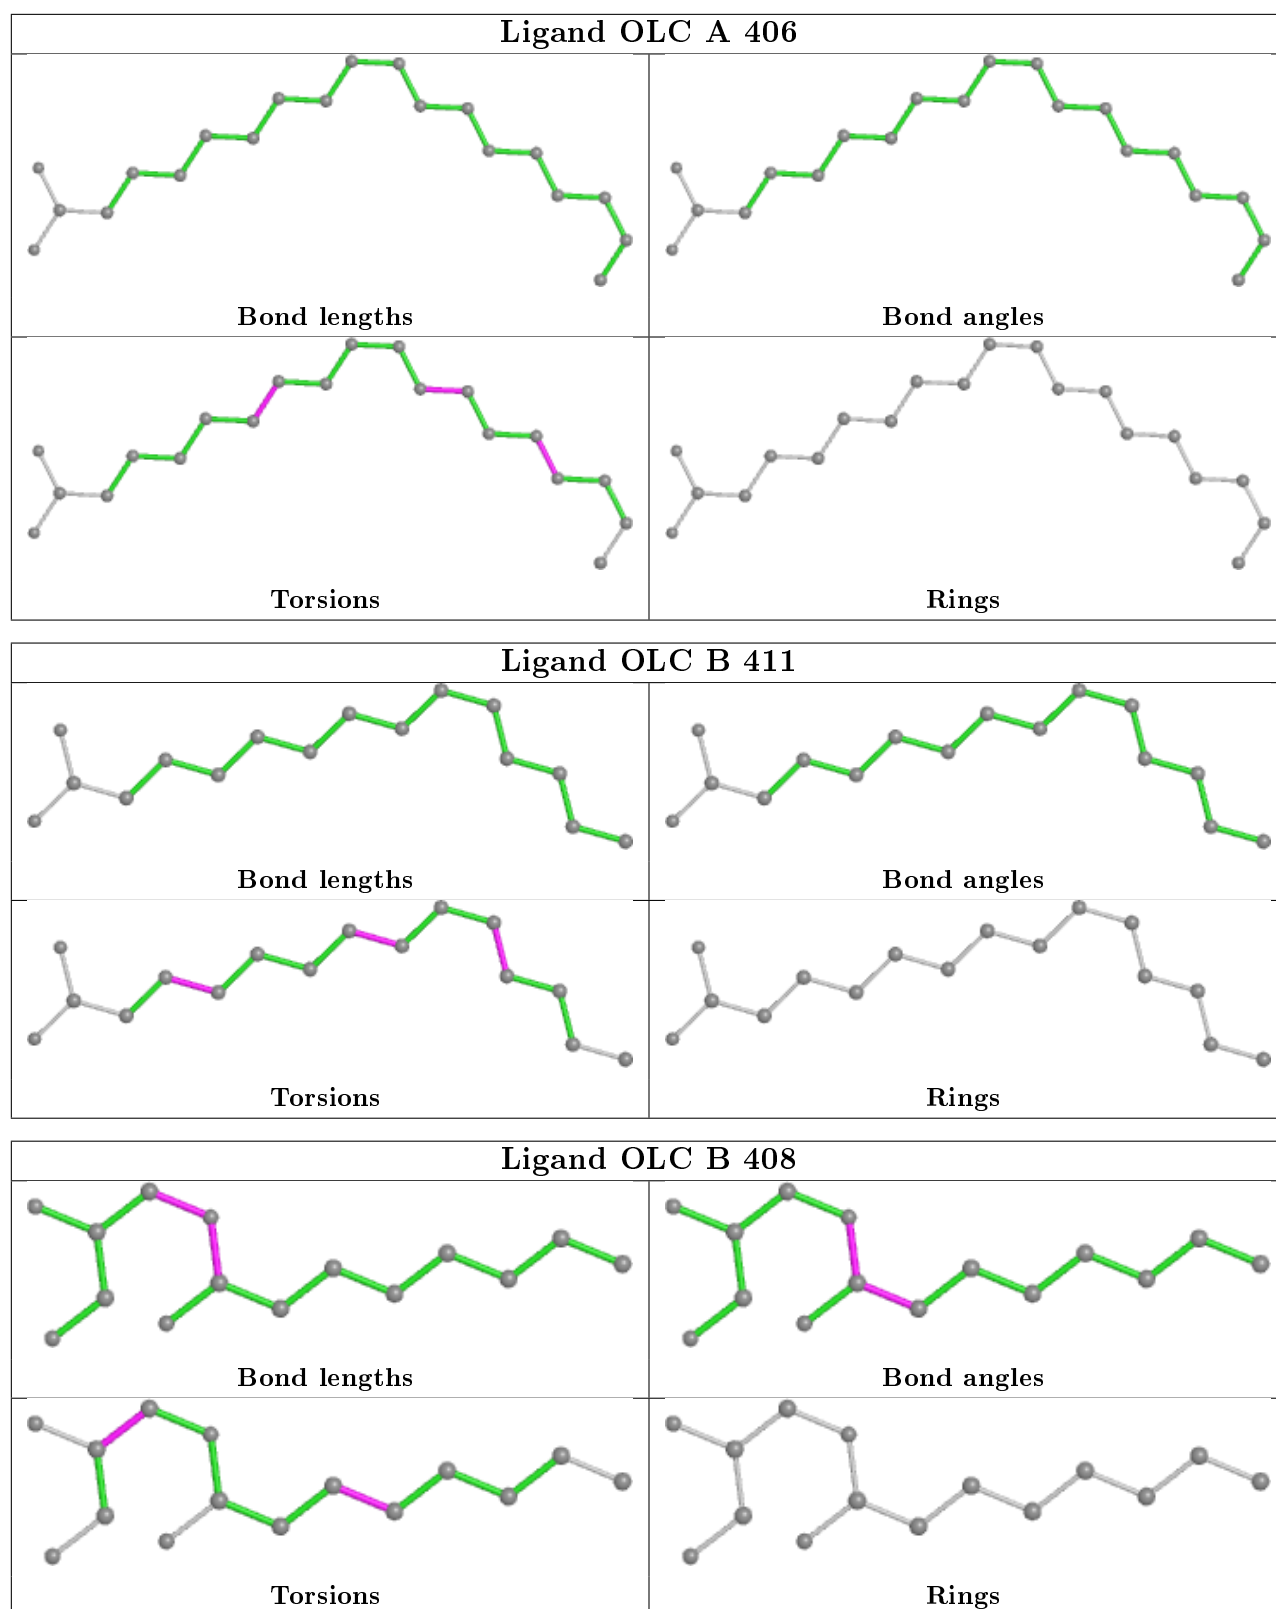 Ligand OLC A 406
Bond lengths
Bond angles
Torsions
Rings
Ligand OLC B 411
Bond lengths
Bond angles
Torsions
Rings
Ligand OLC B 408
Bond lengths
Bond angles
Torsions
Rings